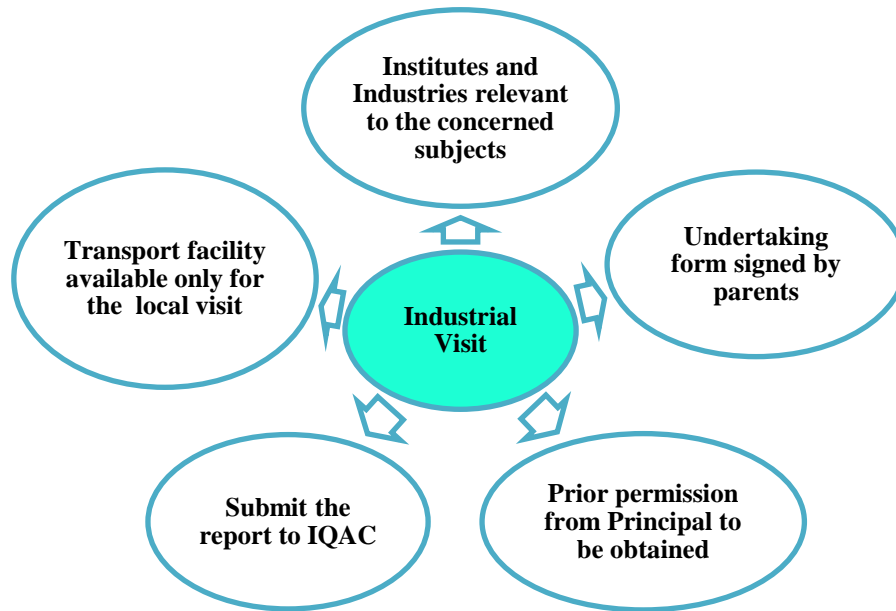 Institutes and
Industries relevant
to the concerned
subjects
Undertaking
form signed by
parents
Prior permission
from Principal to
be obtained
Submit the
report to IQAC
Transport facility
available only for
the local visit
Industrial
Visit